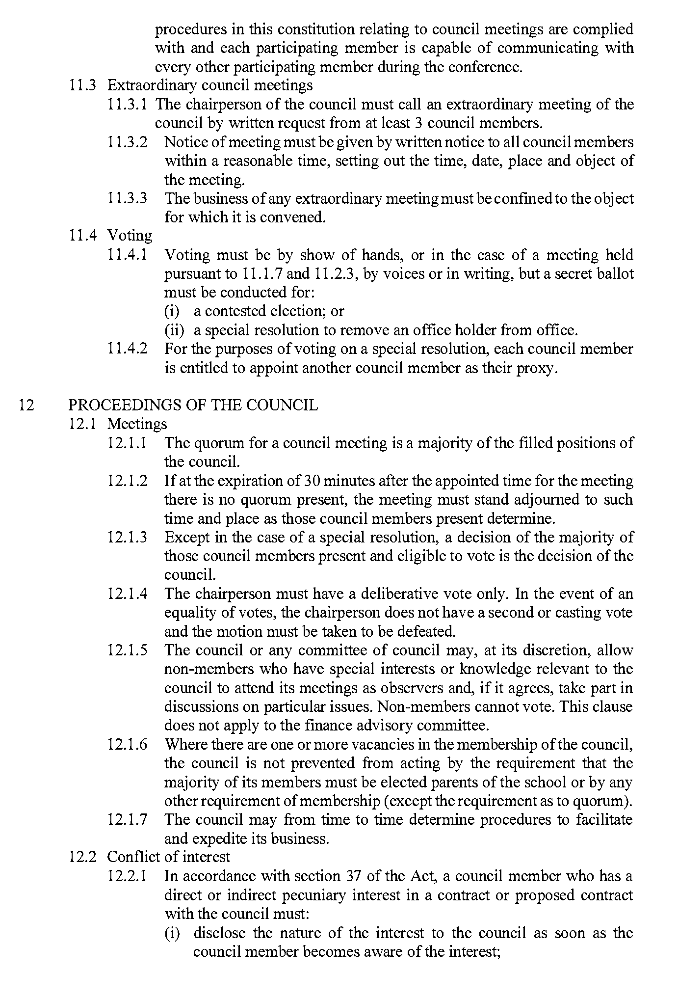 procedures in this constitution relating to council meetings are complied
with and each participating member is capable of communicating with
every other participating member during the conference.
11.3 Extraordinary council meetings
11.3.1 The chairperson of the council must call an extraordinary meeting of the
council by written request from at least 3 council members.
11.3.2 Notice of meeting must be given by written notice to all council members
within a reasonable time, setting out the time, date, place and object of
the meeting.
11.3.3 The business of any extraordinary meeting must be confined to the object
for which it is convened.
11.4 Voting
11.4.1 Voting must be by show of hands, or in the case of a meeting held
pursuant to 11.1.7 and 11.2.3, by voices or in writing, but a secret ballot
must be conducted for:
(i) a contested election; or
(ii) a special resolution to remove an office holder from office.
11.4.2 For the purposes of voting on a special resolution, each council member
is entitled to appoint another council member as their proxy.
12 PROCEEDINGS OF THE COUNCIL
12.1 Meetings
12.1.1 The quorum for a council meeting is a majority of the filled positions of
the council.
12.1.2 If at the expiration of 30 minutes after the appointed time for the meeting
there is no quorum present, the meeting must stand adjourned to such
time and place as those council members present determine.
12.1.3 Except in the case of a special resolution, a decision of the majority of
those council members present and eligible to vote is the decision of the
council.
12.1.4 The chairperson must have a deliberative vote only. In the event of an
equality of votes, the chairperson does not have a second or casting vote
and the motion must be taken to be defeated.
12.1.5 The council or any committee of council may, at its discretion, allow
non-members who have special interests or knowledge relevant to the
council to attend its meetings as observers and, if it agrees, take part in
discussions on particular issues. Non-members cannot vote. This clause
does not apply to the finance advisory committee.
12.1.6 Where there are one or more vacancies in the membership of the council,
the council is not prevented from acting by the requirement that the
majority of its members must be elected parents of the school or by any
other requirement of membership (except the requirement as to quorum).
12.1.7 The council may from time to time determine procedures to facilitate
and expedite its business.
12.2 Conflict of interest
12.2.1 In accordance with section 37 of the Act, a council member who has a
direct or indirect pecuniary interest in a contract or proposed contract
with the council must:
(i) disclose the nature of the interest to the council as soon as the
council member becomes aware of the interest;